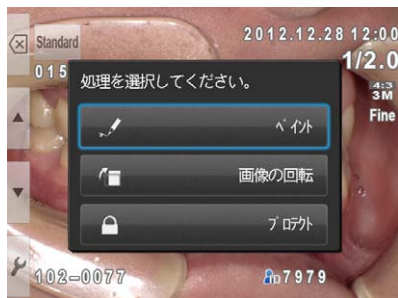 Standard
2012.12.28 12:00
1/2.0
015
4:3
3M
Fine
処理を選択してください。
ペイント
画像の回転
プロテクト
102-0077
ID7979